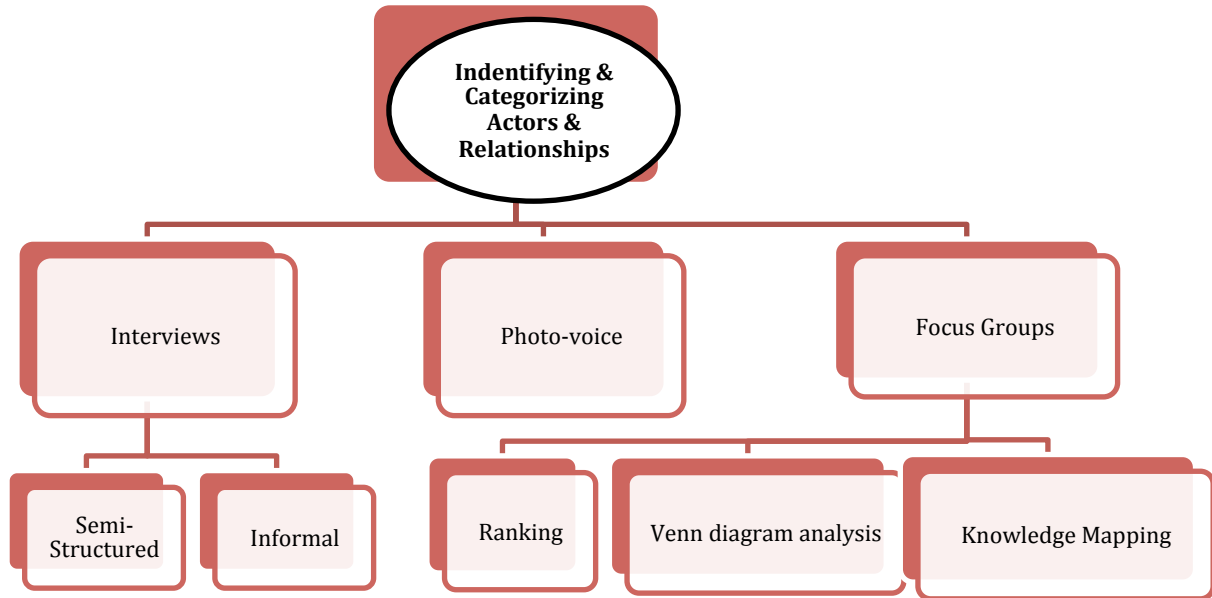 Indentifying &
Categorizing
Actors &
Relationships
Interviews
Photo-voice
Focus Groups
Semi-
Structured
Informal
Ranking
Venn diagram analysis
Knowledge Mapping